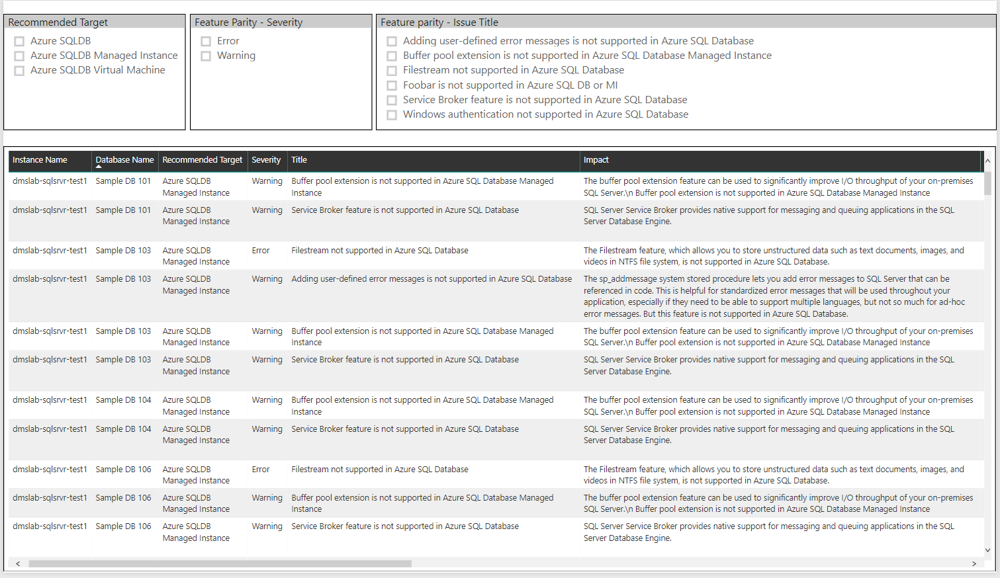 Recommended Target
Azure SQLDB
Azure SQLDB Managed Instance
Azure SQLDB Virtual Machine
Feature Parity - Severity
Error
Warning
Feature parity - Issue Title
Adding user-defined error messages is not supported in Azure SQL Database
Buffer pool extension is not supported in Azure SQL Database Managed Instance
Filestream not supported in Azure SQL Database
Foobar is not supported in Azure SQL DB or MI
Service Broker feature is not supported in Azure SQL Database
Windows authentication not supported in Azure SQL Database
Instance Name Database Name Recommended Target Severity Title Impact
dmslab-sqlsrvr-test1 Sample DB 101 Azure SQLDB Warning Buffer pool extension is not supported in Azure SQL Database Managed The buffer pool extension feature can be used to significantly improve I/O throughput of your on-premises
Managed Instance Instance SQL Server.\n Buffer pool extension is not supported in Azure SQL Database Managed Instance
dmslab-sqlsrvr-test1 Sample DB 101 Azure SQLDB Warning Service Broker feature is not supported in Azure SQL Database SQL Server Service Broker provides native support for messaging and queuing applications in the SQL
Managed Instance Server Database Engine.
dmslab-sqlsrvr-test1 Sample DB 103 Azure SQLDB Error Filestream not supported in Azure SQL Database The Filestream feature, which allows you to store unstructured data such as text documents, images, and
Managed Instance videos in NTFS file system, is not supported in Azure SQL Database.
dmslab-sqlsrvr-test1 Sample DB 103 Azure SQLDB Warning Adding user-defined error messages is not supported in Azure SQL Database The sp_addmessage system stored procedure lets you add error messages to SQL Server that can be
Managed Instance referenced in code. This is helpful for standardized error messages that will be used throughout your
application, especially if they need to be able to support multiple languages, but not so much for ad-hoc
error messages. But this feature is not supported in Azure SQL Database.
dmslab-sqlsrvr-test1 Sample DB 103 Azure SQLDB Warning Buffer pool extension is not supported in Azure SQL Database Managed The buffer pool extension feature can be used to significantly improve I/O throughput of your on-premises
Managed Instance Instance SQL Server.\n Buffer pool extension is not supported in Azure SQL Database Managed Instance
dmslab-sqlsrvr-test1 Sample DB 103 Azure SQLDB Warning Service Broker feature is not supported in Azure SQL Database SQL Server Service Broker provides native support for messaging and queuing applications in the SQL
Managed Instance Server Database Engine.
dmslab-sqlsrvr-test1 Sample DB 104 Azure SQLDB Warning Buffer pool extension is not supported in Azure SQL Database Managed The buffer pool extension feature can be used to significantly improve I/O throughput of your on-premises
Managed Instance Instance SQL Server.\n Buffer pool extension is not supported in Azure SQL Database Managed Instance
dmslab-sqlsrvr-test1 Sample DB 104 Azure SQLDB Warning Service Broker feature is not supported in Azure SQL Database SQL Server Service Broker provides native support for messaging and queuing applications in the SQL
Managed Instance Server Database Engine.
dmslab-sqlsrvr-test1 Sample DB 106 Azure SQLDB Error Filestream not supported in Azure SQL Database The Filestream feature, which allows you to store unstructured data such as text documents, images, and
Managed Instance videos in NTFS file system, is not supported in Azure SQL Database.
dmslab-sqlsrvr-test1 Sample DB 106 Azure SQLDB Warning Buffer pool extension is not supported in Azure SQL Database Managed The buffer pool extension feature can be used to significantly improve I/O throughput of your on-premises
Managed Instance Instance SQL Server.\n Buffer pool extension is not supported in Azure SQL Database Managed Instance
dmslab-sqlsrvr-test1 Sample DB 106 Azure SQLDB Warning Service Broker feature is not supported in Azure SQL Database SQL Server Service Broker provides native support for messaging and queuing applications in the SQL
Managed Instance Server Database Engine.